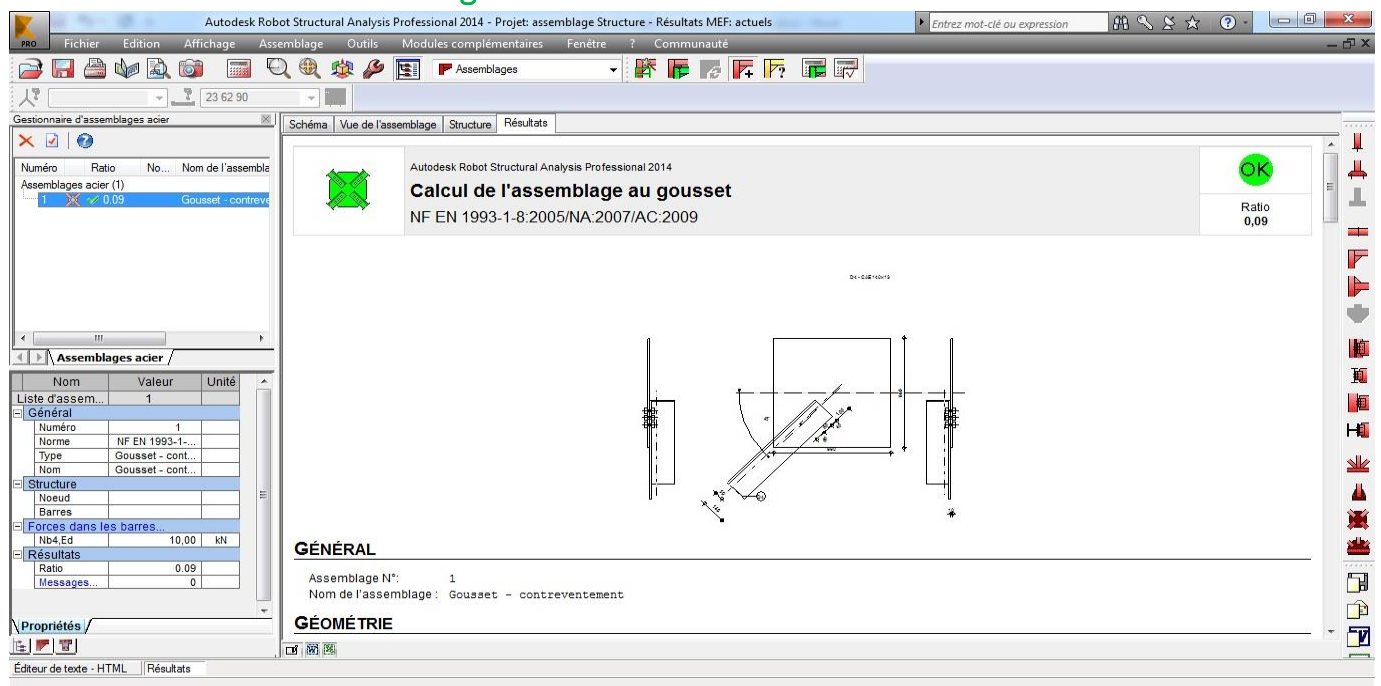 Autodesk Robot Structural Analysis Professional 2014 - Projet: assemblage Structure - Résultats MEF: actuels
Entrez mot-clé ou expression
PRO
Fichier Edition Affichage Assemblage Outils Modules complémentaires Fenêtre ? Communauté
Assemblages
23 62 90
Gestionnaire d'assemblages acier
Schéma Vue de l'assemblage Structure Résultats
Numéro Ratio No... Nom de l'assembla
Assemblages acier (1)
1 0.09 Gousset - contreve
Autodesk Robot Structural Analysis Professional 2014
Calcul de l'assemblage au gousset
NF EN 1993-1-8:2005/NA:2007/AC:2009
OK
Ratio
0,09
Assemblages acier
Nom Valeur Unité
Liste d'assem... 1
Général
Numéro 1
Norme NF EN 1993-1-...
Type Gousset - cont...
Nom Gousset - cont...
Structure
Noeud
Barres
Forces dans les barres...
Nb4,Ed 10,00 kN
Résultats
Ratio 0.09
Messages... 0
Propriétés
GÉNÉRAL
Assemblage N°: 1
Nom de l'assemblage : Gousset - contreventement
GÉOMÉTRIE
Éditeur de texte - HTML Résultats